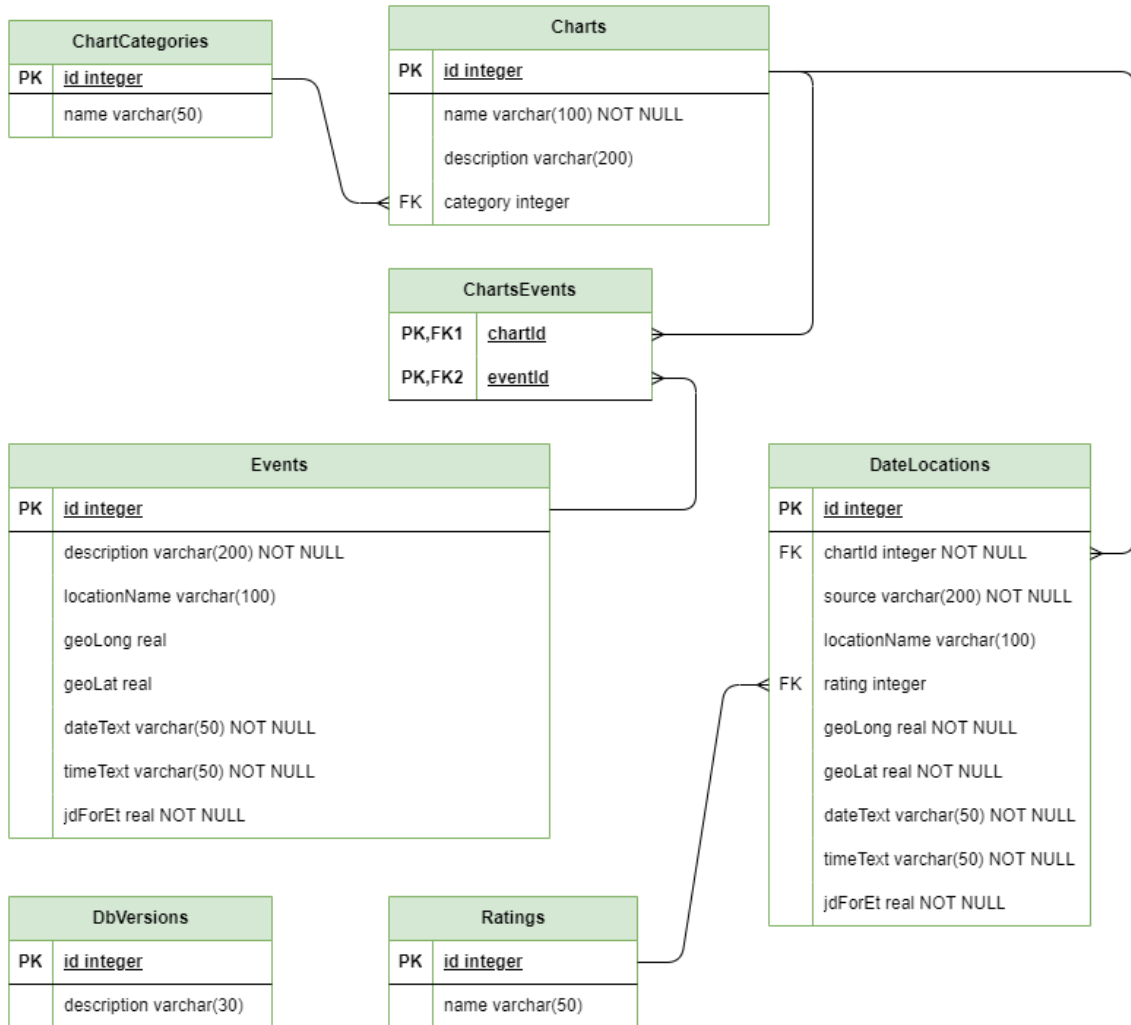 ChartCategories
PK id integer
name varchar(50)
Charts
PK id integer
name varchar(100) NOT NULL
description varchar(200)
FK category integer
ChartsEvents
PK,FK1 chartId
PK,FK2 eventId
Events
PK id integer
description varchar(200) NOT NULL
locationName varchar(100)
geoLong real
geoLat real
dateText varchar(50) NOT NULL
timeText varchar(50) NOT NULL
jdForEt real NOT NULL
DateLocations
PK id integer
FK chartId integer NOT NULL
source varchar(200) NOT NULL
locationName varchar(100)
FK rating integer
geoLong real NOT NULL
geoLat real NOT NULL
dateText varchar(50) NOT NULL
timeText varchar(50) NOT NULL
jdForEt real NOT NULL
DbVersions
PK id integer
description varchar(30)
Ratings
PK id integer
name varchar(50)